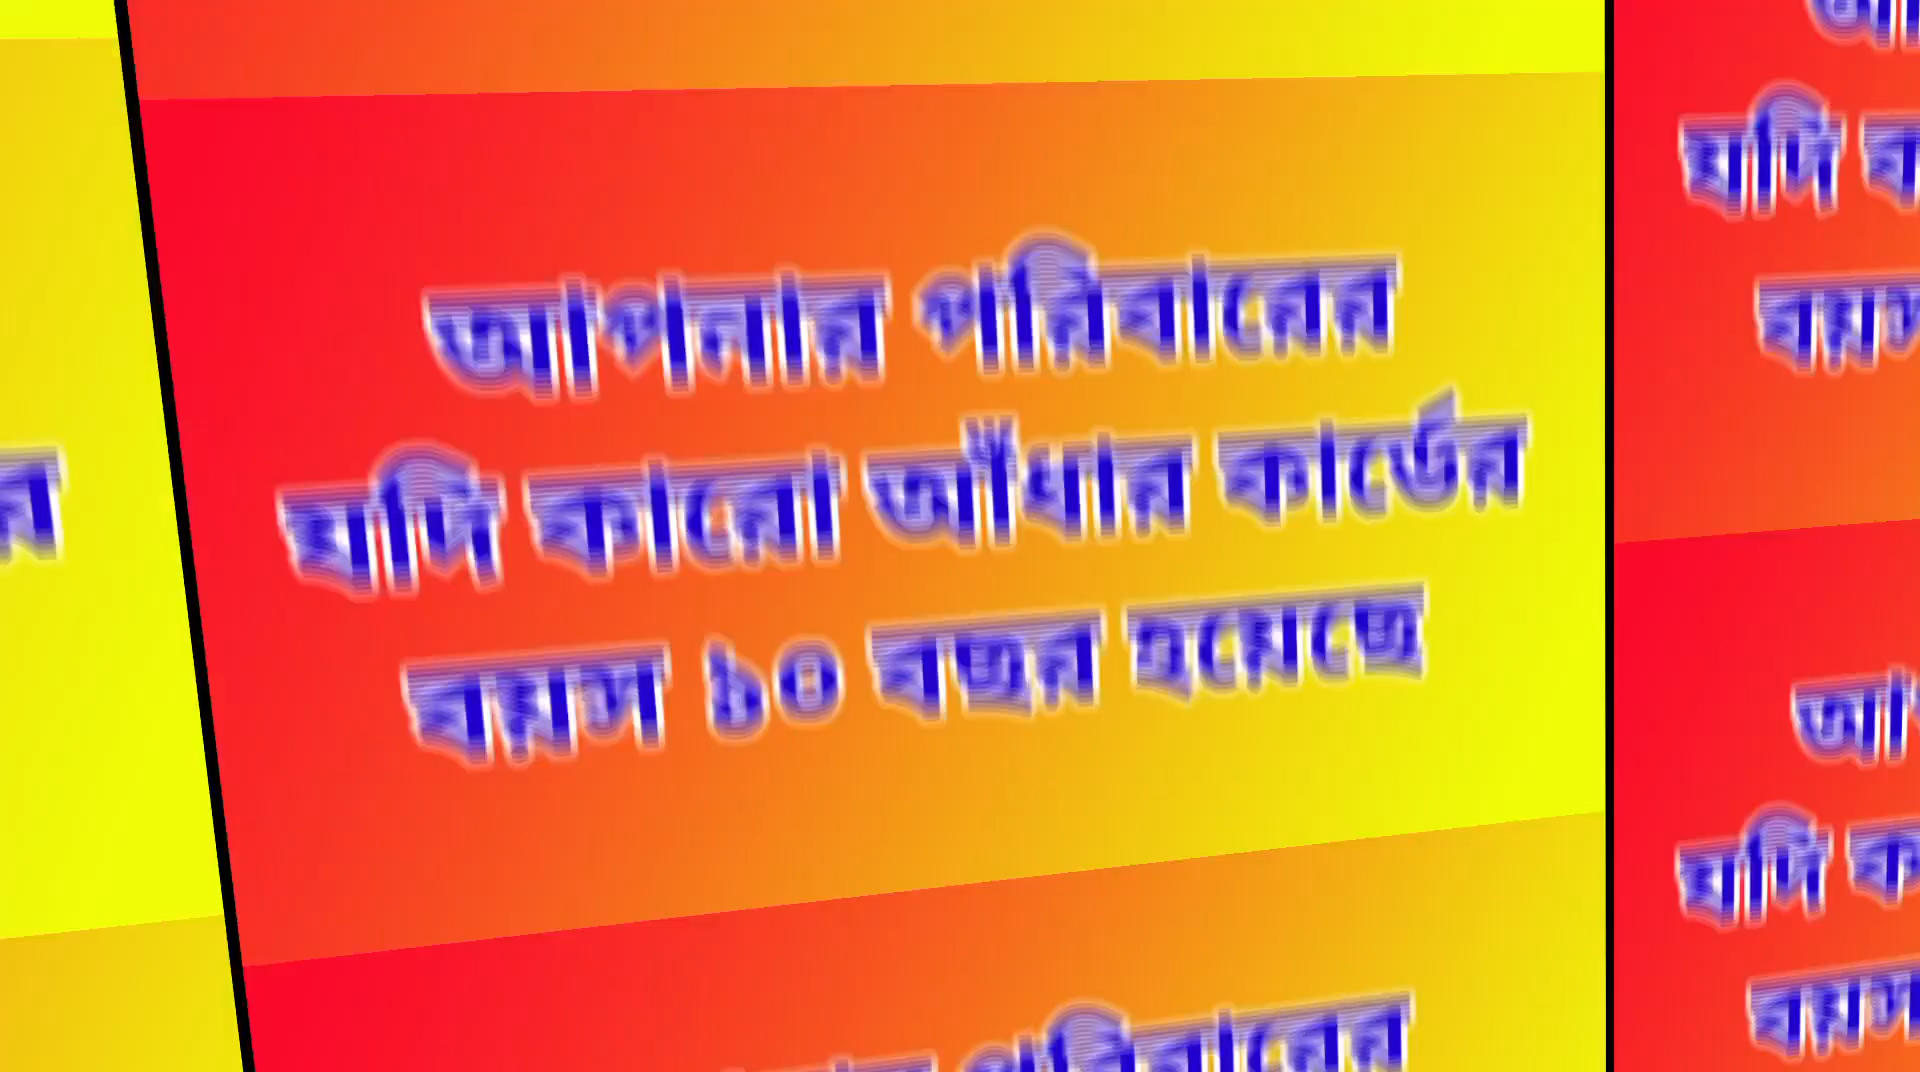 আপনার পরিবারের
যদি কারো আঁধার কার্ডের
বয়স ১০ বছর হয়েছে